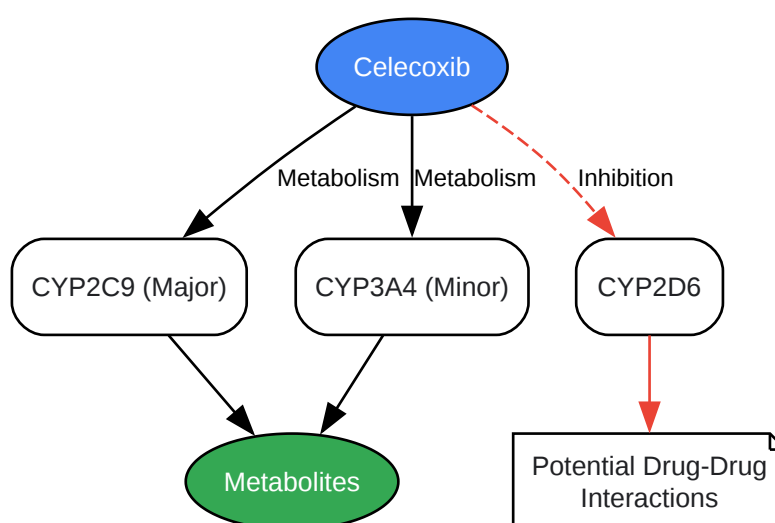 Celecoxib
Metabolism
Metabolism
Inhibition
CYP2C9 (Major)
CYP3A4 (Minor)
CYP2D6
Metabolites
Potential Drug-Drug
Interactions